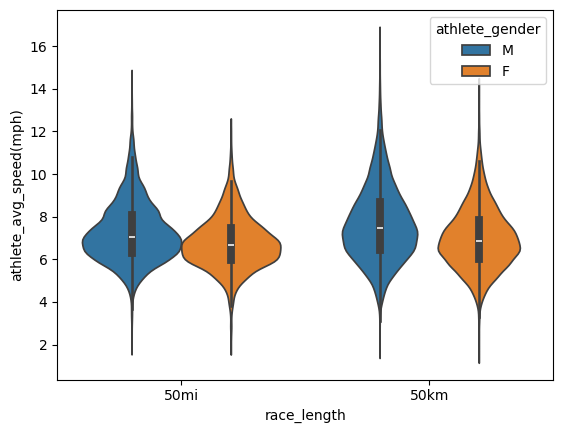 athlete_gender
M
F
16
14
12
10
8
6
4
2
athlete_avg_speed(mph)
50mi
50km
race_length